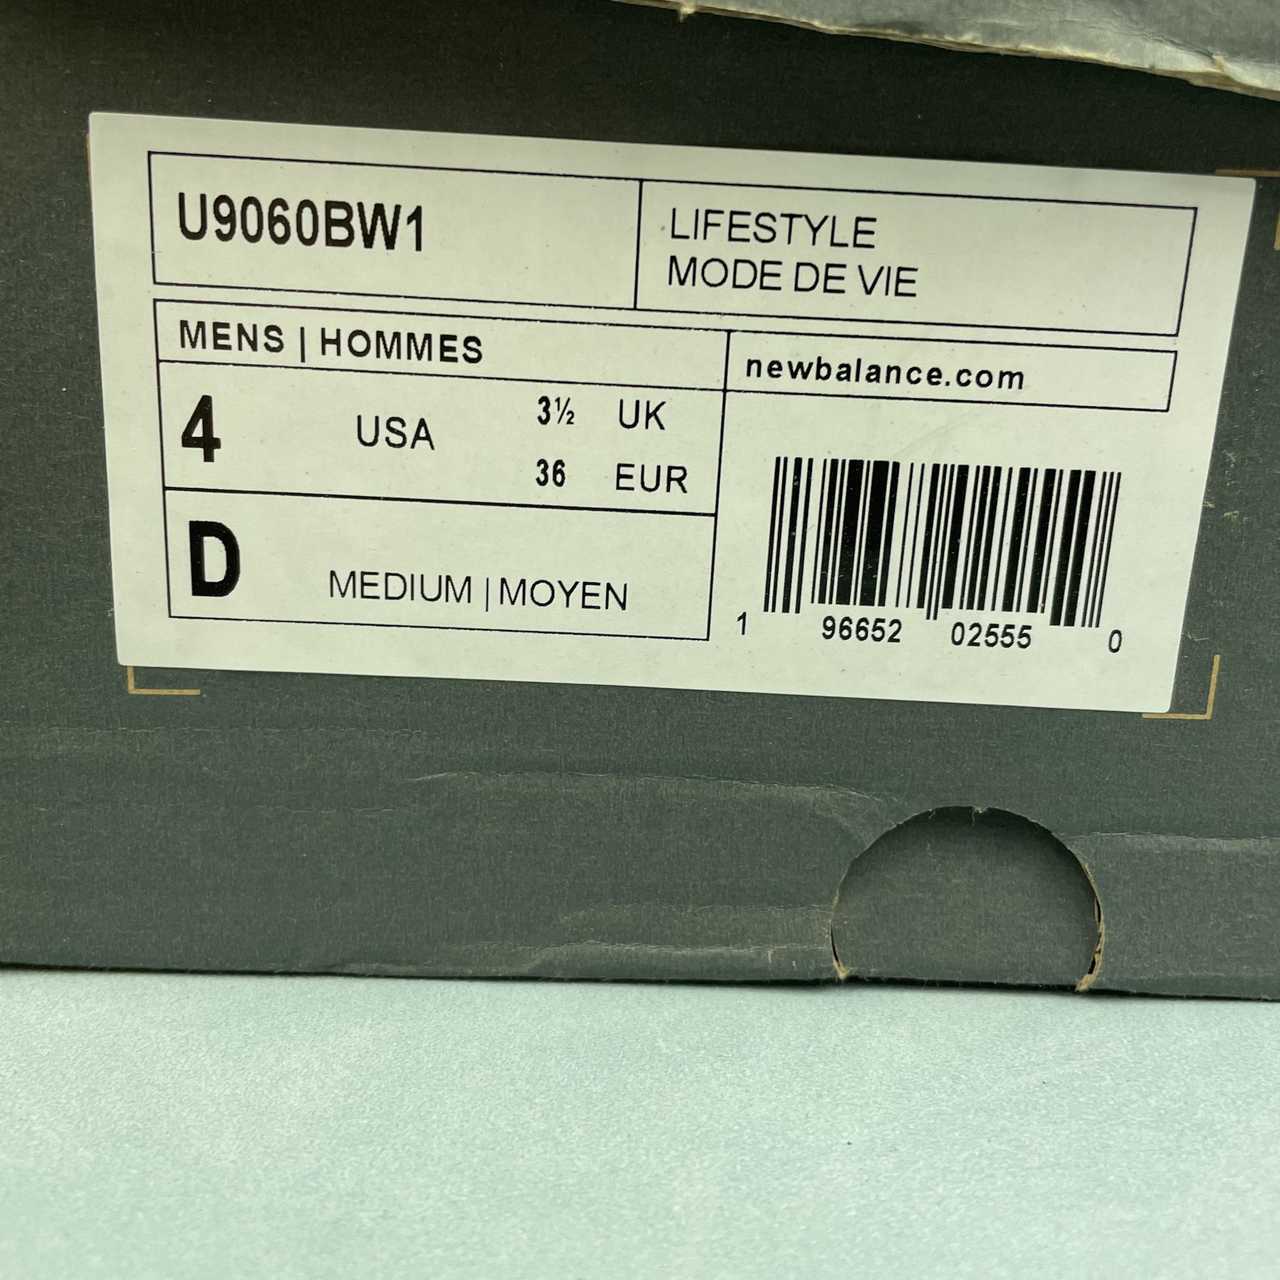 U9060BW1
LIFESTYLE
MODE DE VIE
MENS | HOMMES
newbalance.com
4 USA 3½ UK
36 EUR
D MEDIUM | MOYEN
1 96652 02555 0